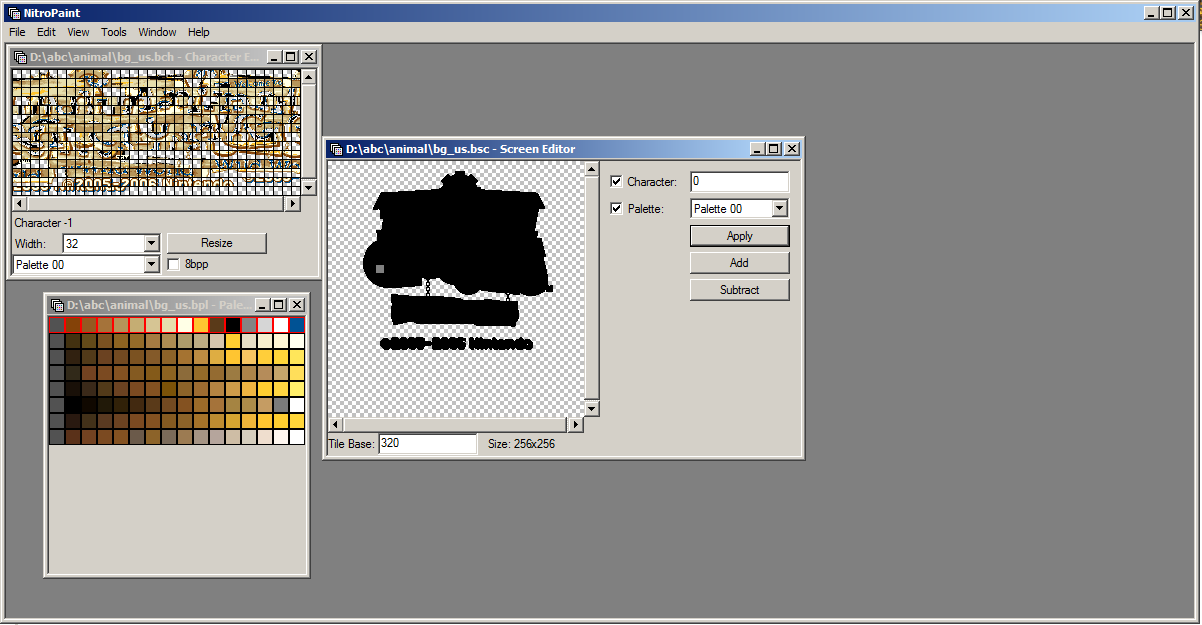 NitroPaint
File Edit View Tools Window Help
D:\abc\animal\bg_us.bch - Character E...
© 2005-2006 Nintendo
Character -1
Width: 32 Resize
Palette 00 8bpp
D:\abc\animal\bg_us.bpl - Pale...
D:\abc\animal\bg_us.bsc - Screen Editor
Character: 0
Palette: Palette 00
Apply
Add
Subtract
Nintendo
Tile Base: 320 Size: 256x256